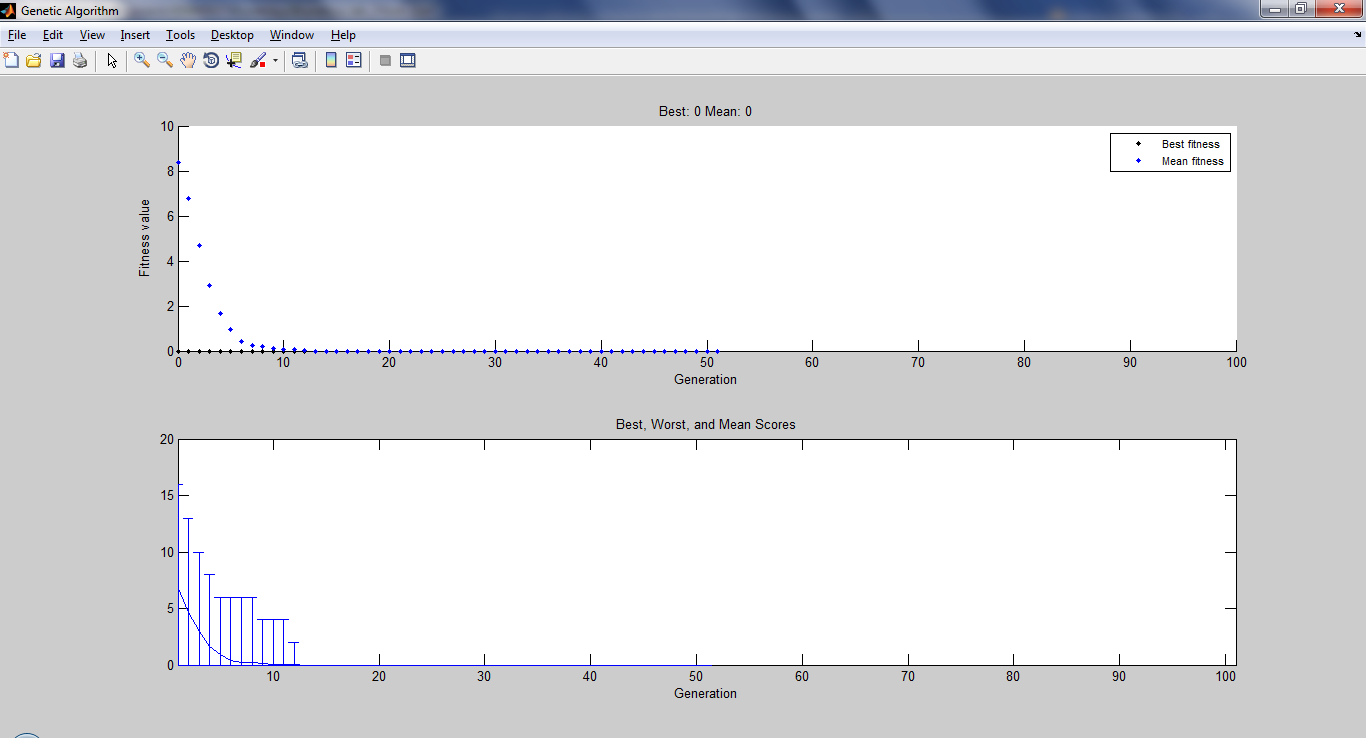 Genetic Algorithm
File Edit View Insert Tools Desktop Window Help
Best: 0 Mean: 0
10
8
6
4
2
0
Fitness value
Best fitness
Mean fitness
0 10 20 30 40 50 60 70 80 90 100
Generation
Best, Worst, and Mean Scores
20
15
10
5
0
10 20 30 40 50 60 70 80 90 100
Generation